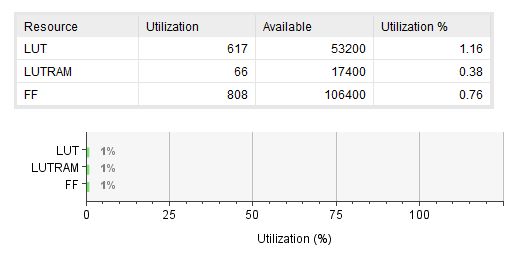 Resource Utilization Available Utilization %
LUT 617 53200 1.16
LUTRAM 66 17400 0.38
FF 808 106400 0.76
LUT 1%
LUTRAM 1%
FF 1%
0 25 50 75 100
Utilization (%)